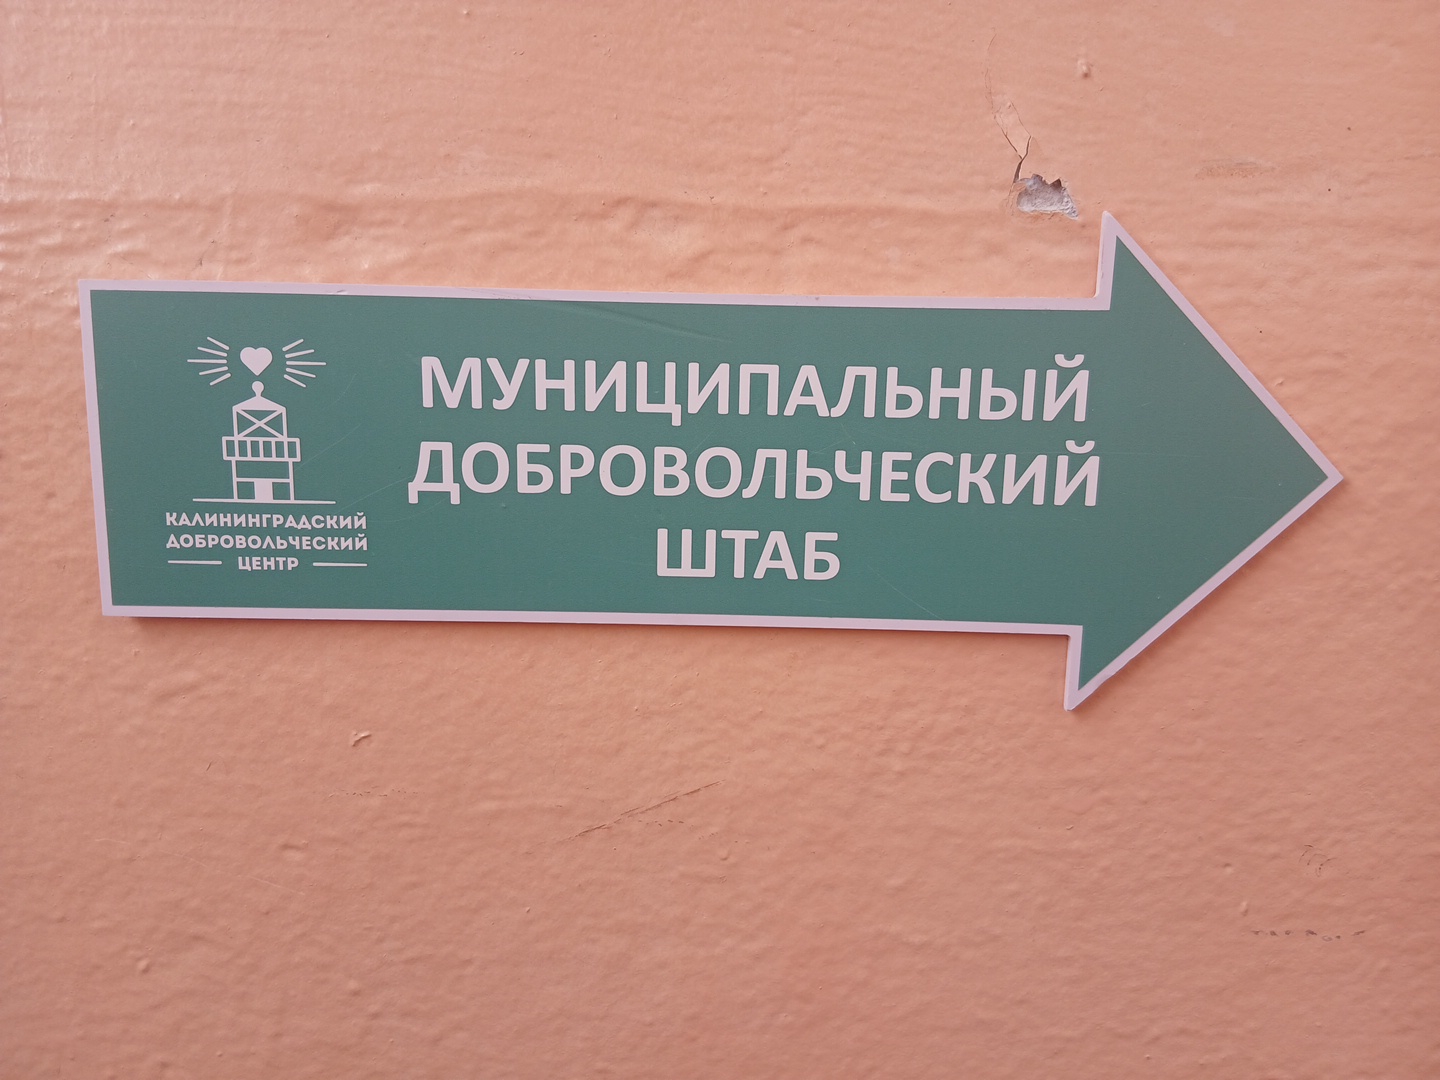 КАЛИНИНГРАДСКИЙ
ДОБРОВОЛЬЧЕСКИЙ
ЦЕНТР
МУНИЦИПАЛЬНЫЙ
ДОБРОВОЛЬЧЕСКИЙ
ШТАБ